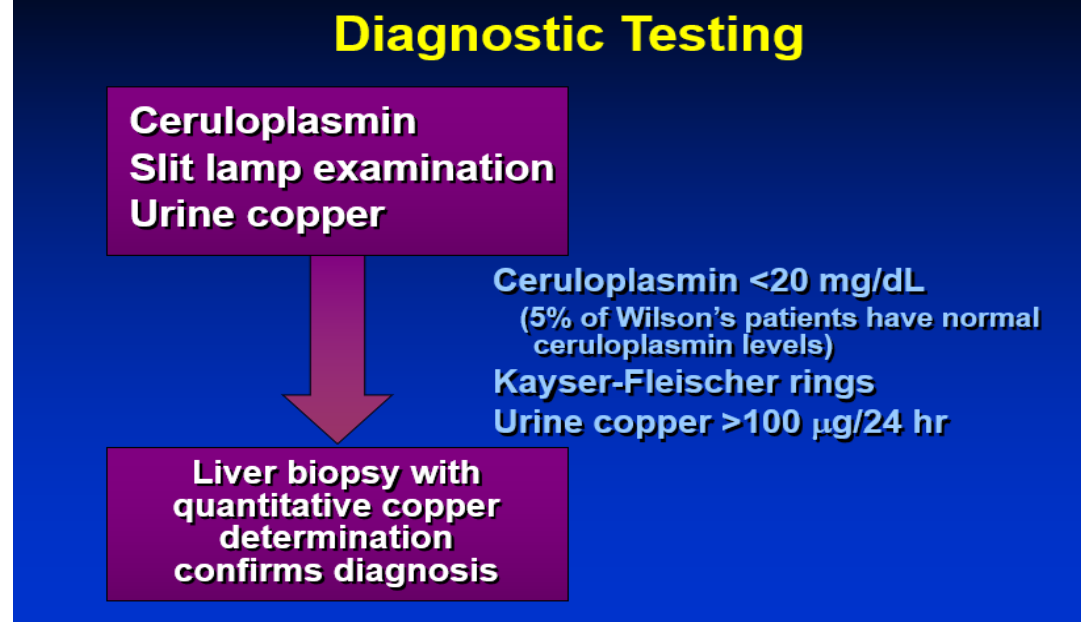 Diagnostic Testing
Ceruloplasmin
Slit lamp examination
Urine copper
Ceruloplasmin <20 mg/dL
(5% of Wilson’s patients have normal
ceruloplasmin levels)
Kayser-Fleischer rings
Urine copper >100 μg/24 hr
Liver biopsy with
quantitative copper
determination
confirms diagnosis